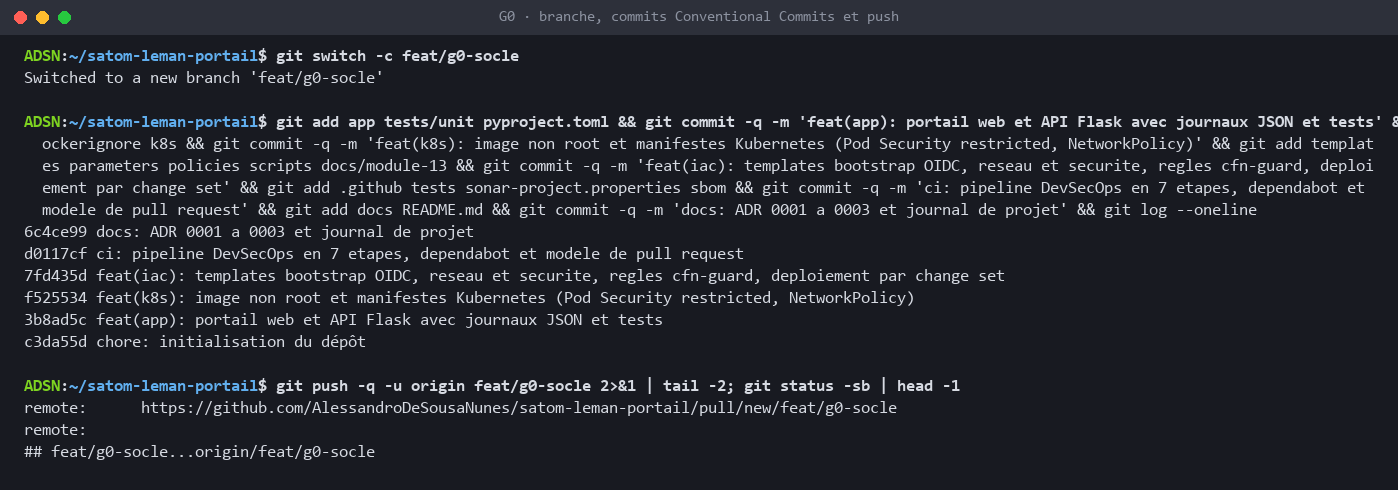 G0 · branche, commits Conventional Commits et push
ADSN:~/satom-leman-portail$ git switch -c feat/g0-socle
Switched to a new branch 'feat/g0-socle'
ADSN:~/satom-leman-portail$ git add app tests/unit pyproject.toml && git commit -q -m 'feat(app): portail web et API Flask avec journaux JSON et tests' &
ockerignore k8s && git commit -q -m 'feat(k8s): image non root et manifestes Kubernetes (Pod Security restricted, NetworkPolicy)' && git add templat
es parameters policies scripts docs/module-13 && git commit -q -m 'feat(iac): templates bootstrap OIDC, reseau et securite, regles cfn-guard, deploi
ement par change set' && git add .github tests sonar-project.properties sbom && git commit -q -m 'ci: pipeline DevSecOps en 7 etapes, dependabot et
modele de pull request' && git add docs README.md && git commit -q -m 'docs: ADR 0001 a 0003 et journal de projet' && git log --oneline
6c4ce99 docs: ADR 0001 a 0003 et journal de projet
d0117cf ci: pipeline DevSecOps en 7 etapes, dependabot et modele de pull request
7fd435d feat(iac): templates bootstrap OIDC, reseau et securite, regles cfn-guard, deploiement par change set
f525534 feat(k8s): image non root et manifestes Kubernetes (Pod Security restricted, NetworkPolicy)
3b8ad5c feat(app): portail web et API Flask avec journaux JSON et tests
c3da55d chore: initialisation du dépôt
ADSN:~/satom-leman-portail$ git push -q -u origin feat/g0-socle 2>&1 | tail -2; git status -sb | head -1
remote:      https://github.com/AlessandroDeSousaNunes/satom-leman-portail/pull/new/feat/g0-socle
remote:
## feat/g0-socle...origin/feat/g0-socle